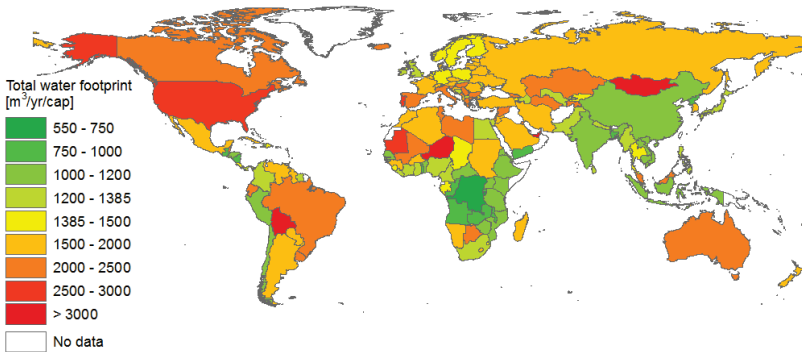 Total water footprint
[m³/yr/cap]
550 - 750
750 - 1000
1000 - 1200
1200 - 1385
1385 - 1500
1500 - 2000
2000 - 2500
2500 - 3000
> 3000
No data